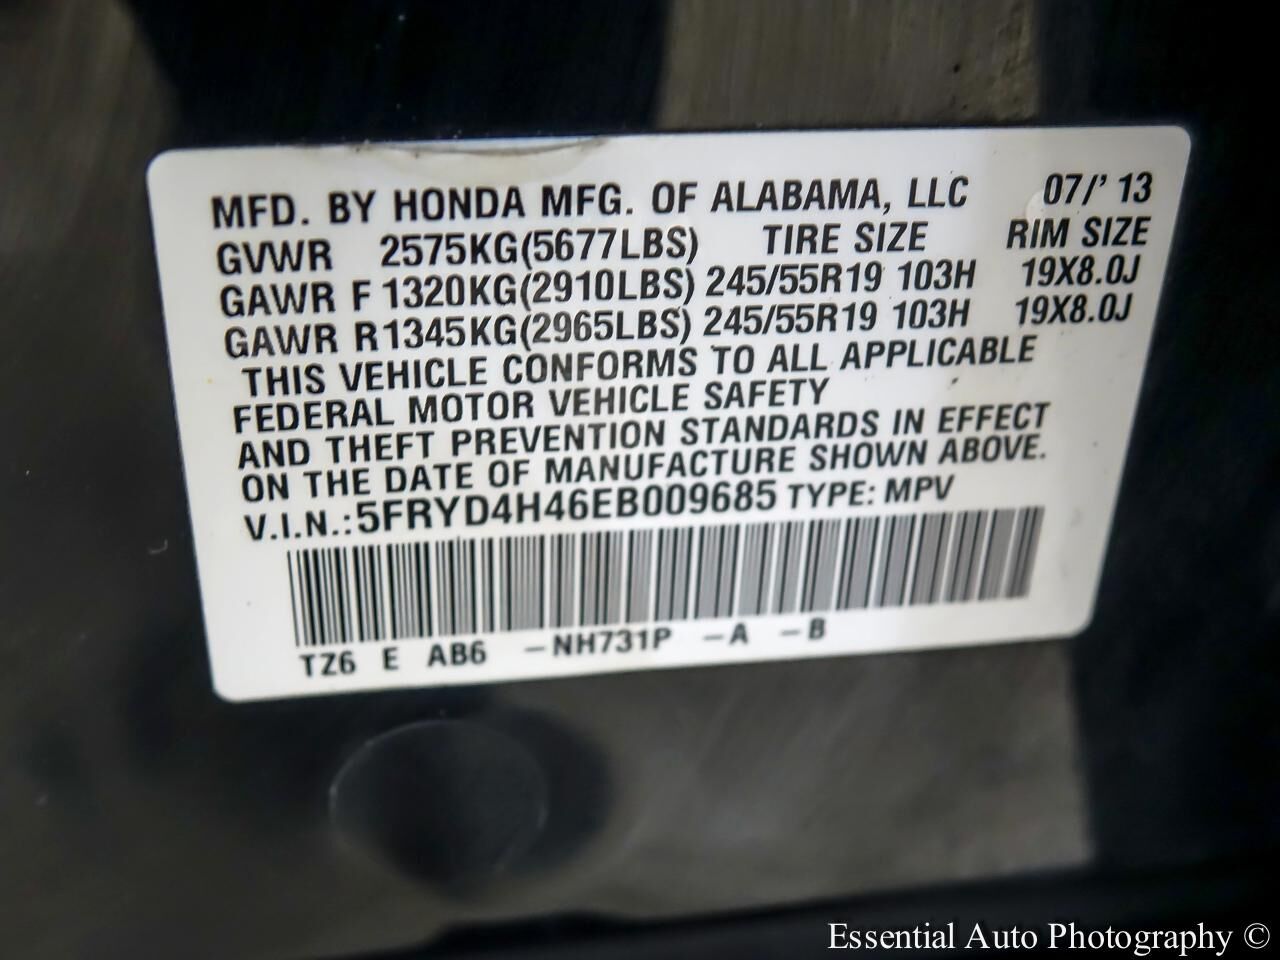 MFD. BY HONDA MFG. OF ALABAMA, LLC 07/' 13
GVWR 2575KG(5677LBS) TIRE SIZE RIM SIZE
GAWR F 1320KG(2910LBS) 245/55R19 103H 19X8.0J
GAWR R1345KG(2965LBS) 245/55R19 103H 19X8.0J
THIS VEHICLE CONFORMS TO ALL APPLICABLE
FEDERAL MOTOR VEHICLE SAFETY
AND THEFT PREVENTION STANDARDS IN EFFECT
ON THE DATE OF MANUFACTURE SHOWN ABOVE.
V.I.N.:5FRYD4H46EB009685 TYPE: MPV
TZ6 E AB6 -NH731P -A -B
Essential Auto Photography ©